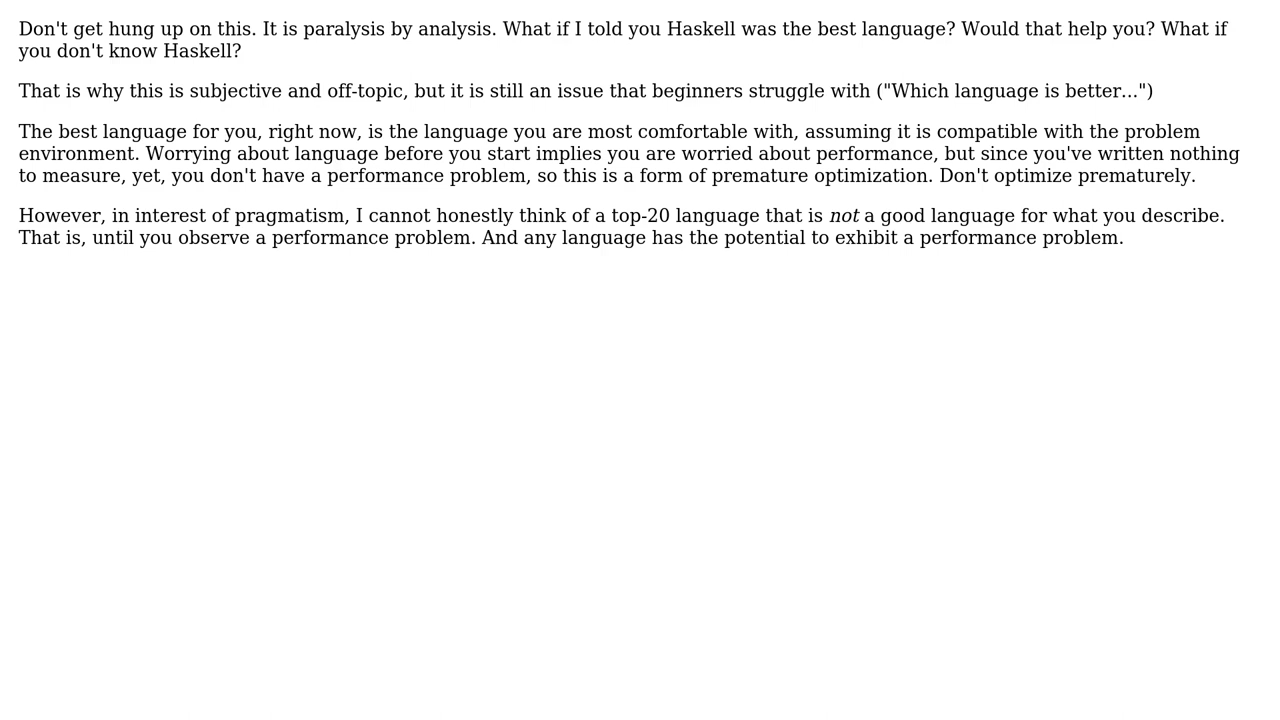 Don't get hung up on this. It is paralysis by analysis. What if I told you Haskell was the best language? Would that help you? What if
you don't know Haskell?
That is why this is subjective and off-topic, but it is still an issue that beginners struggle with ("Which language is better...")
The best language for you, right now, is the language you are most comfortable with, assuming it is compatible with the problem
environment. Worrying about language before you start implies you are worried about performance, but since you've written nothing
to measure, yet, you don't have a performance problem, so this is a form of premature optimization. Don't optimize prematurely.
However, in interest of pragmatism, I cannot honestly think of a top-20 language that is not a good language for what you describe.
That is, until you observe a performance problem. And any language has the potential to exhibit a performance problem.